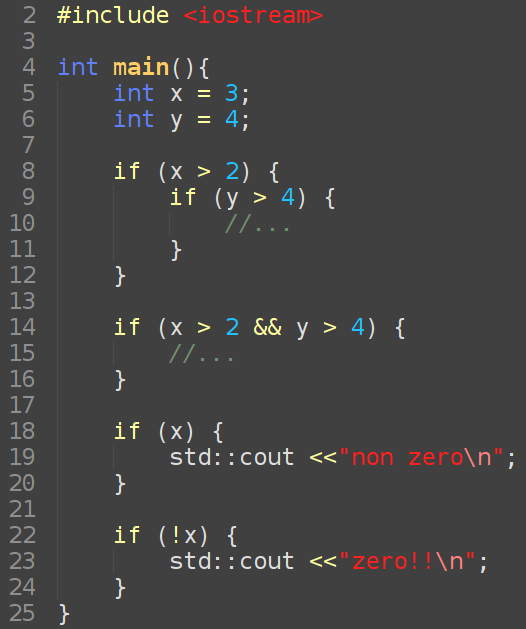 2 #include <iostream>
3
4 int main(){
5     int x = 3;
6     int y = 4;
7
8     if (x > 2) {
9         if (y > 4) {
10             //...
11         }
12     }
13
14     if (x > 2 && y > 4) {
15         //...
16     }
17
18     if (x) {
19         std::cout <<"non zero\n";
20     }
21
22     if (!x) {
23         std::cout <<"zero!!\n";
24     }
25 }